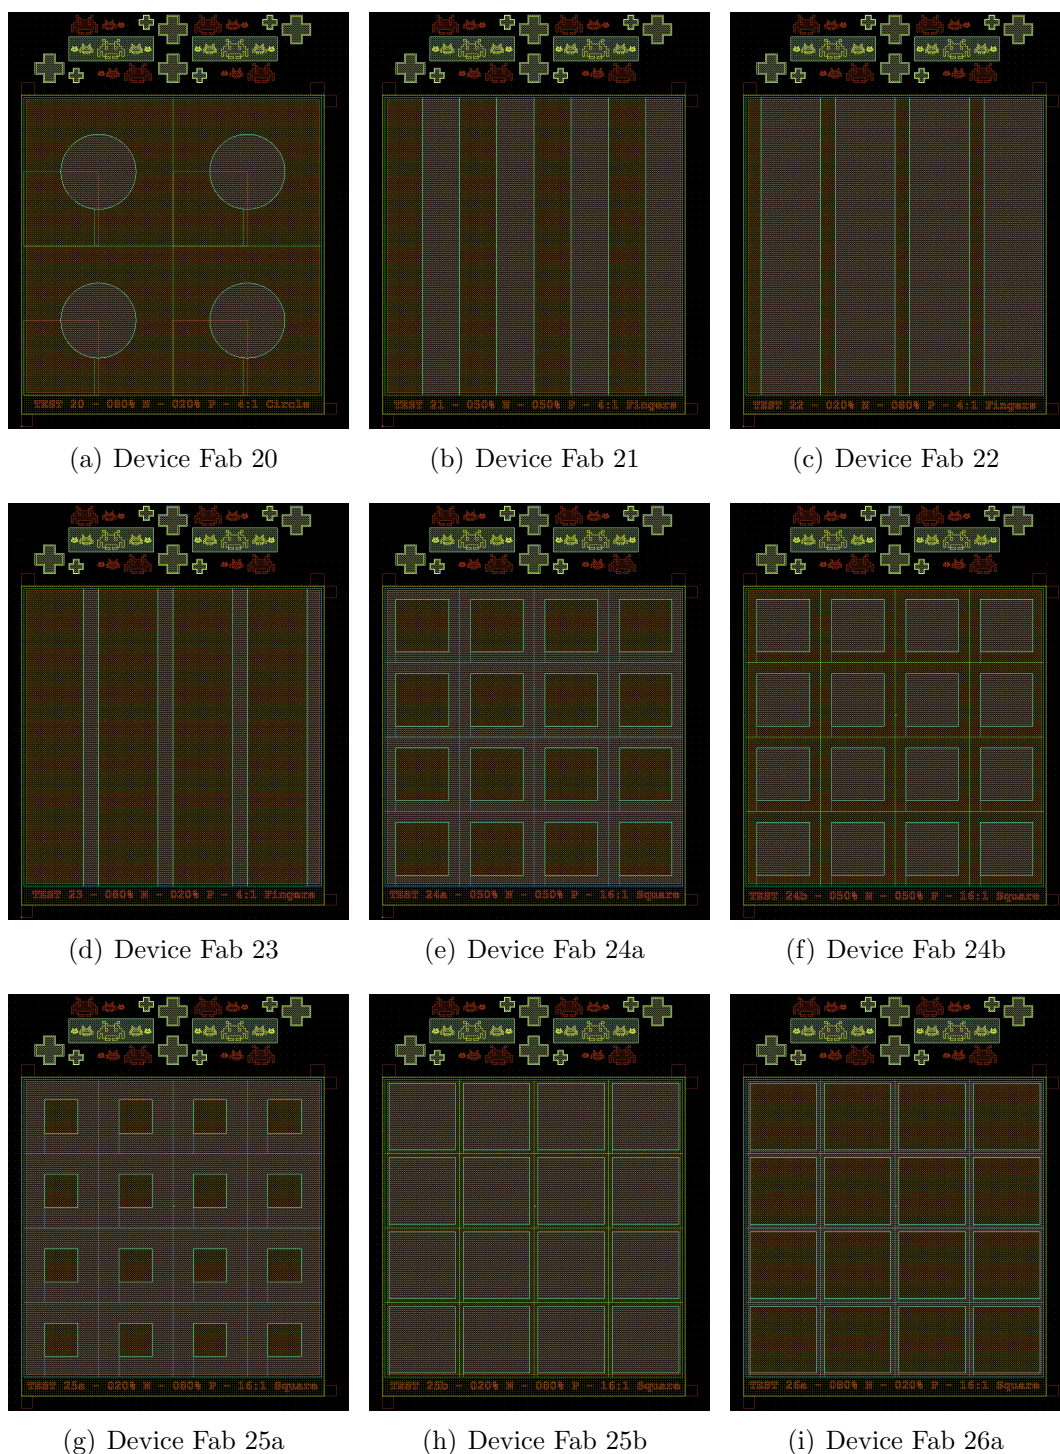 TEST 20 - 080% N - 020% P - 4:1 Circle
TEST 21 - 050% N - 050% P - 4:1 Fingers
TEST 22 - 020% N - 080% P - 4:1 Fingers
(a) Device Fab 20
(b) Device Fab 21
(c) Device Fab 22
TEST 23 - 080% N - 020% P - 4:1 Fingers
TEST 24a - 050% N - 050% P - 16:1 Square
TEST 24b - 050% N - 050% P - 16:1 Square
(d) Device Fab 23
(e) Device Fab 24a
(f) Device Fab 24b
TEST 25a - 020% N - 080% P - 16:1 Square
TEST 25b - 020% N - 080% P - 16:1 Square
TEST 26a - 080% N - 020% P - 16:1 Square
(g) Device Fab 25a
(h) Device Fab 25b
(i) Device Fab 26a